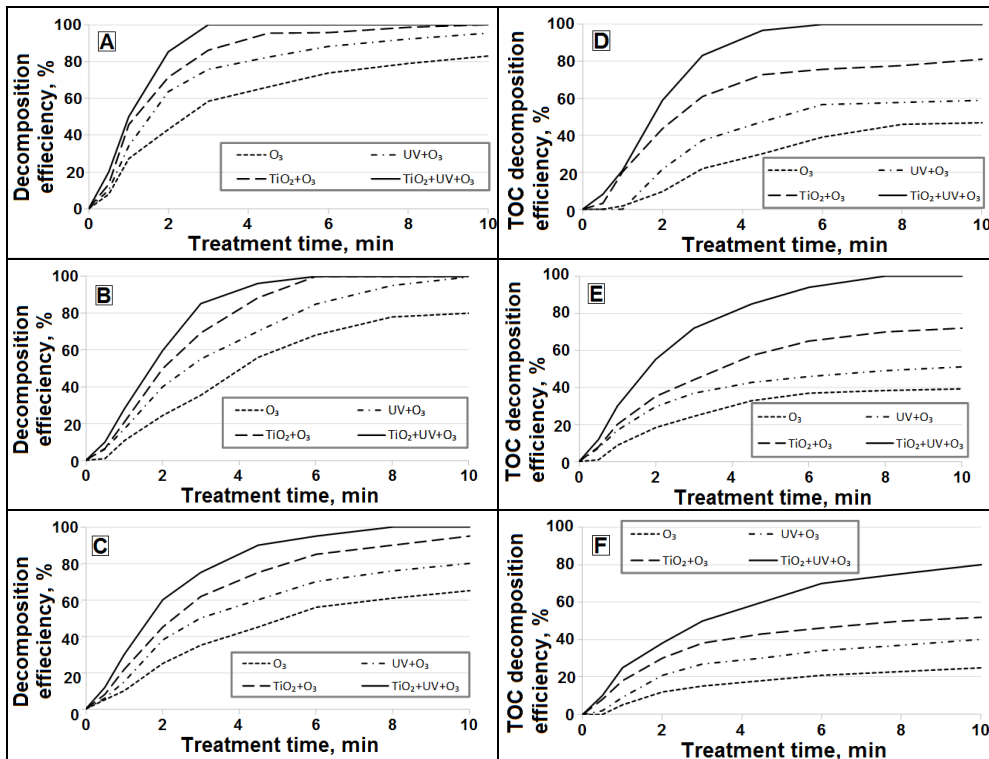 A
Decomposition
effieciency, %
100
80
60
40
20
0
O₃
UV+O₃
TiO₂+O₃
TiO₂+UV+O₃
0 2 4 6 8 10
Treatment time, min
D
TOC decomposition
efficiency, %
100
80
60
40
20
0
O₃
UV+O₃
TiO₂+O₃
TiO₂+UV+O₃
0 2 4 6 8 10
Treatment time, min
B
Decomposition
effieciency, %
100
80
60
40
20
0
O₃
UV+O₃
TiO₂+O₃
TiO₂+UV+O₃
0 2 4 6 8 10
Treatment time, min
E
TOC decomposition
efficiency, %
100
80
60
40
20
0
O₃
UV+O₃
TiO₂+O₃
TiO₂+UV+O₃
0 2 4 6 8 10
Treatment time, min
C
Decomposition
effieciency, %
100
80
60
40
20
0
O₃
UV+O₃
TiO₂+O₃
TiO₂+UV+O₃
0 2 4 6 8 10
Treatment time, min
F
TOC decomposition
efficiency, %
100
80
60
40
20
0
O₃
UV+O₃
TiO₂+O₃
TiO₂+UV+O₃
0 2 4 6 8 10
Treatment time, min